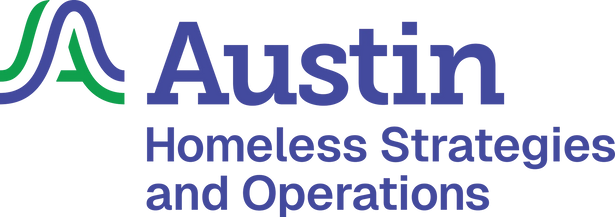 Austin
Homeless Strategies
and Operations